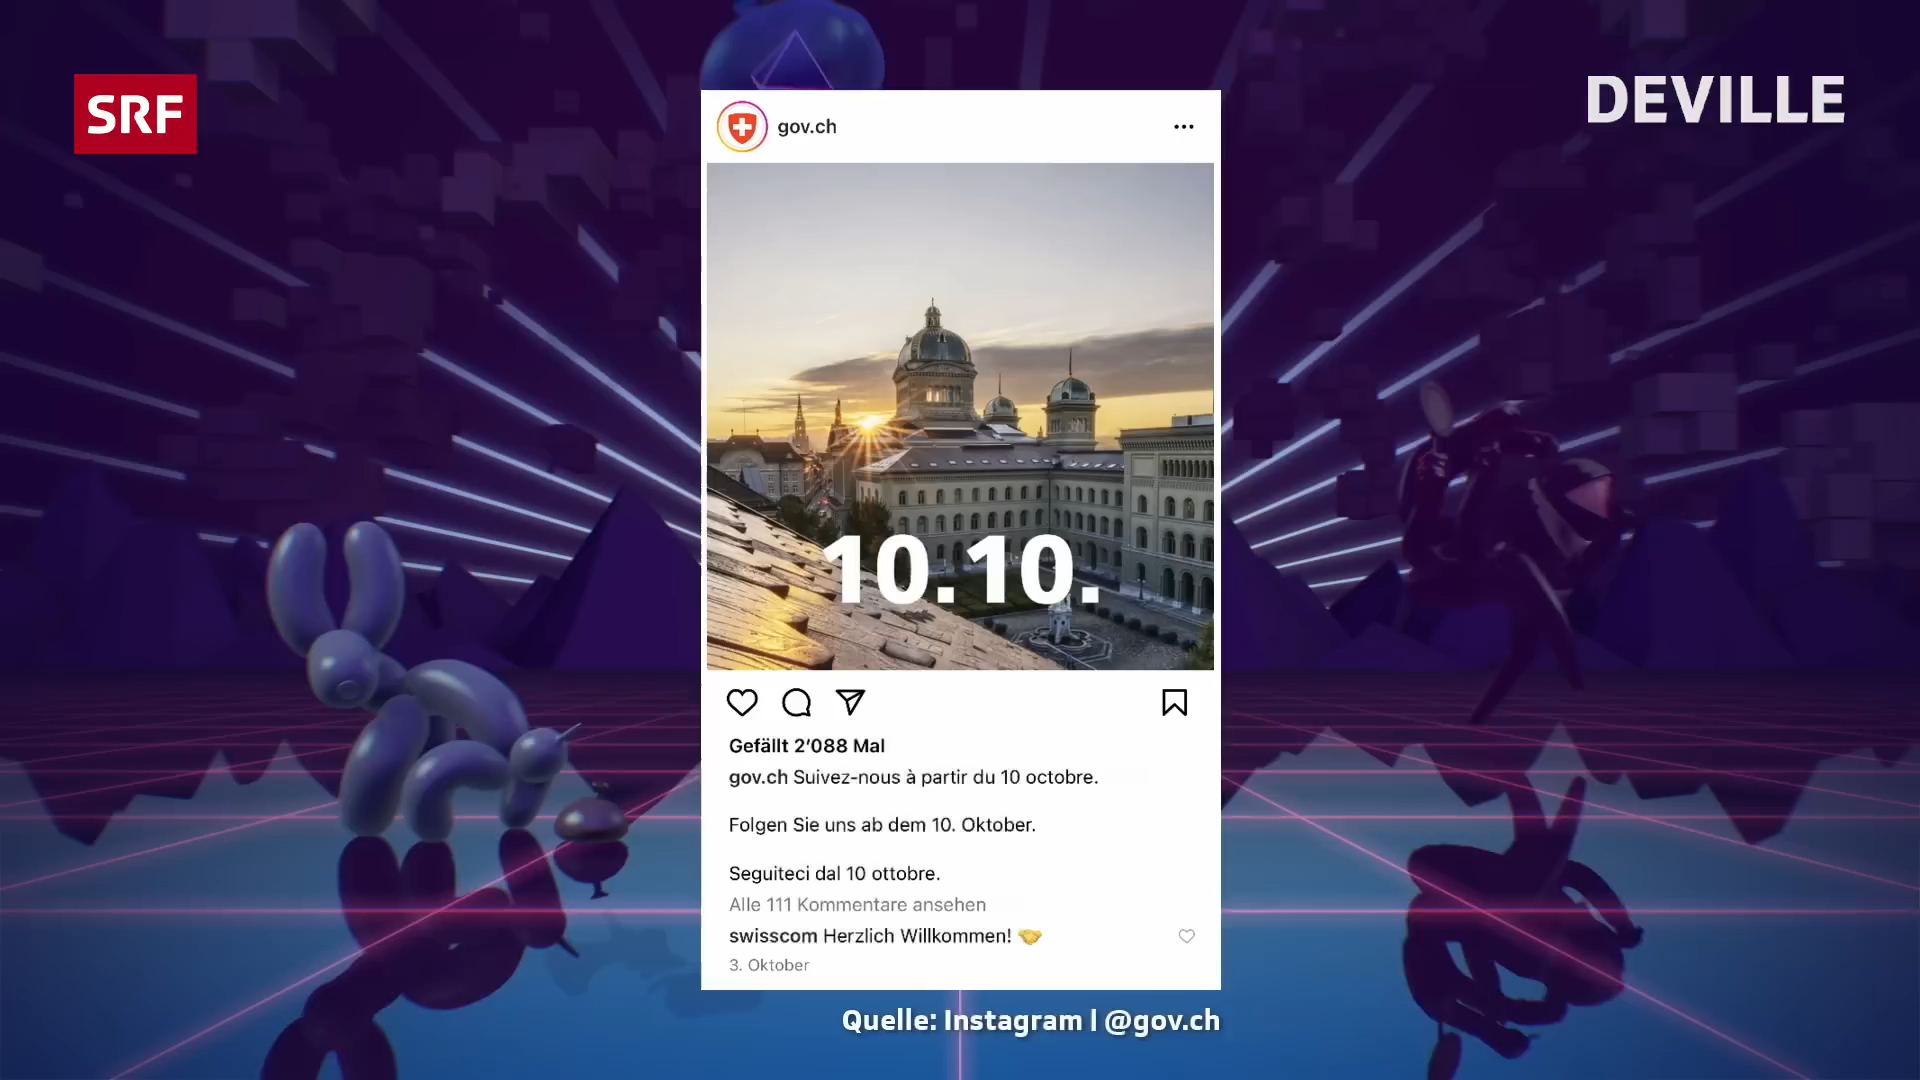 SRF
DEVILLE
gov.ch
10.10.
Gefällt 2’088 Mal
gov.ch Suivez-nous à partir du 10 octobre.
Folgen Sie uns ab dem 10. Oktober.
Seguiteci dal 10 ottobre.
Alle 111 Kommentare ansehen
swisscom Herzlich Willkommen! 🤝
3. Oktober
Quelle: Instagram | @gov.ch